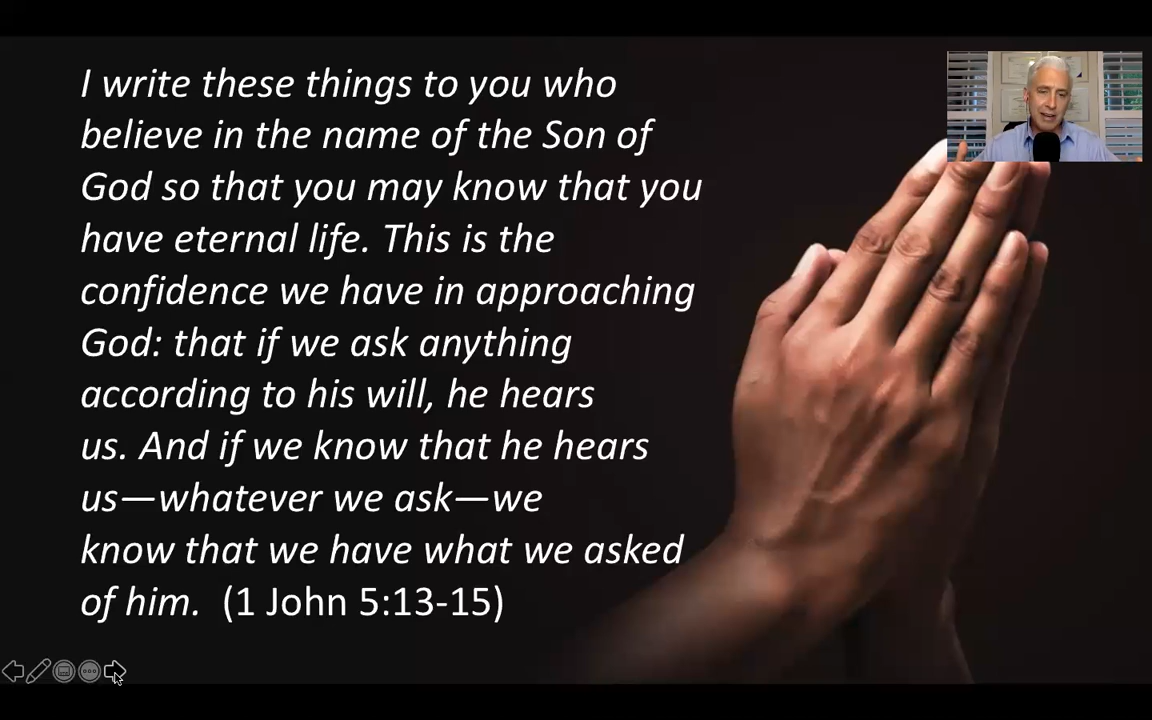 I write these things to you who
believe in the name of the Son of
God so that you may know that you
have eternal life. This is the
confidence we have in approaching
God: that if we ask anything
according to his will, he hears
us. And if we know that he hears
us—whatever we ask—we
know that we have what we asked
of him. (1 John 5:13-15)